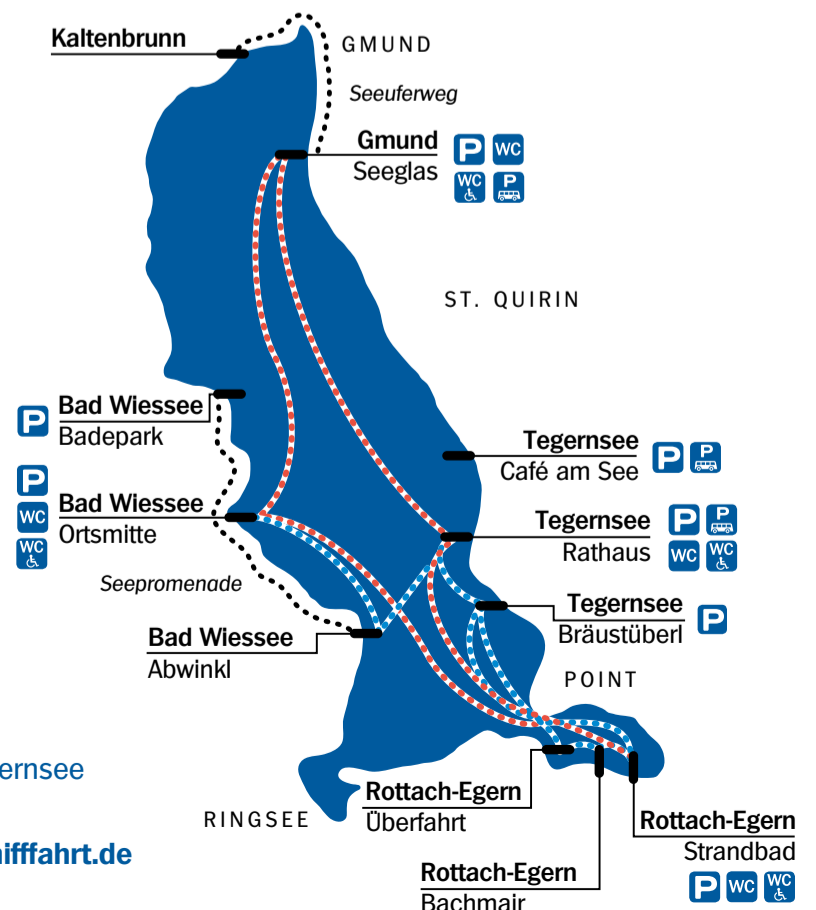 Kaltenbrunn
GMUND
Seeuferweg
Gmund
Seeglas
P WC
WC P
ST. QUIRIN
P
Bad Wiessee
Badepark
Tegernsee
Café am See
P P
P
WC
WC
Bad Wiessee
Ortsmitte
Tegernsee
Rathaus
P P
WC WC
Seepromenade
Tegernsee
Bräustüberl
P
Bad Wiessee
Abwinkl
POINT
ernsee
RINGSEE
Rottach-Egern
Überfahrt
ifffahrt.de
Rottach-Egern
Strandbad
P WC WC
Rottach-Egern
Bachmair